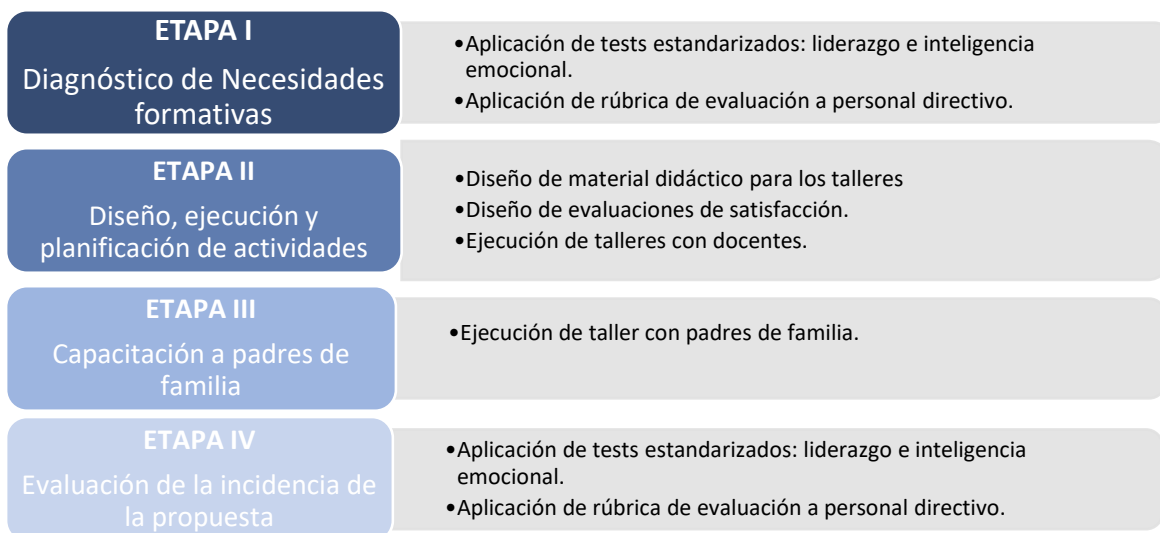 ETAPA I
Diagnóstico de Necesidades
formativas
•Aplicación de tests estandarizados: liderazgo e inteligencia
emocional.
•Aplicación de rúbrica de evaluación a personal directivo.
ETAPA II
Diseño, ejecución y
planificación de actividades
•Diseño de material didáctico para los talleres
•Diseño de evaluaciones de satisfacción.
•Ejecución de talleres con docentes.
ETAPA III
Capacitación a padres de
familia
•Ejecución de taller con padres de familia.
ETAPA IV
Evaluación de la incidencia de
la propuesta
•Aplicación de tests estandarizados: liderazgo e inteligencia
emocional.
•Aplicación de rúbrica de evaluación a personal directivo.